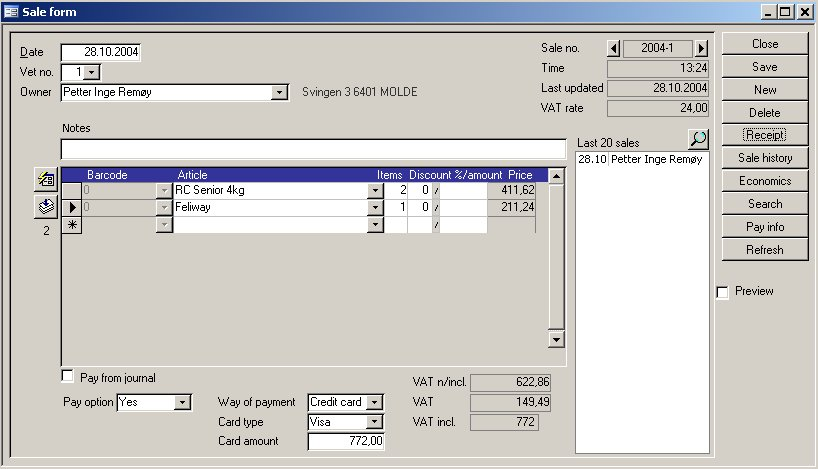 Sale form
Date 28.10.2004
Vet no. 1
Owner Petter Inge Remøy Svingen 3 6401 MOLDE
Sale no. 2004-1
Time 13:24
Last updated 28.10.2004
VAT rate 24,00
Notes
Barcode Article Items Discount %/amount Price
0 RC Senior 4kg 2 0 / 411,62
0 Feliway 1 0 / 211,24
/
2
Last 20 sales
28.10 Petter Inge Remøy
Close
Save
New
Delete
Receipt
Sale history
Economics
Search
Pay info
Refresh
Preview
Pay from journal
Pay option Yes
Way of payment Credit card
Card type Visa
Card amount 772,00
VAT n/incl. 622,86
VAT 149,49
VAT incl. 772